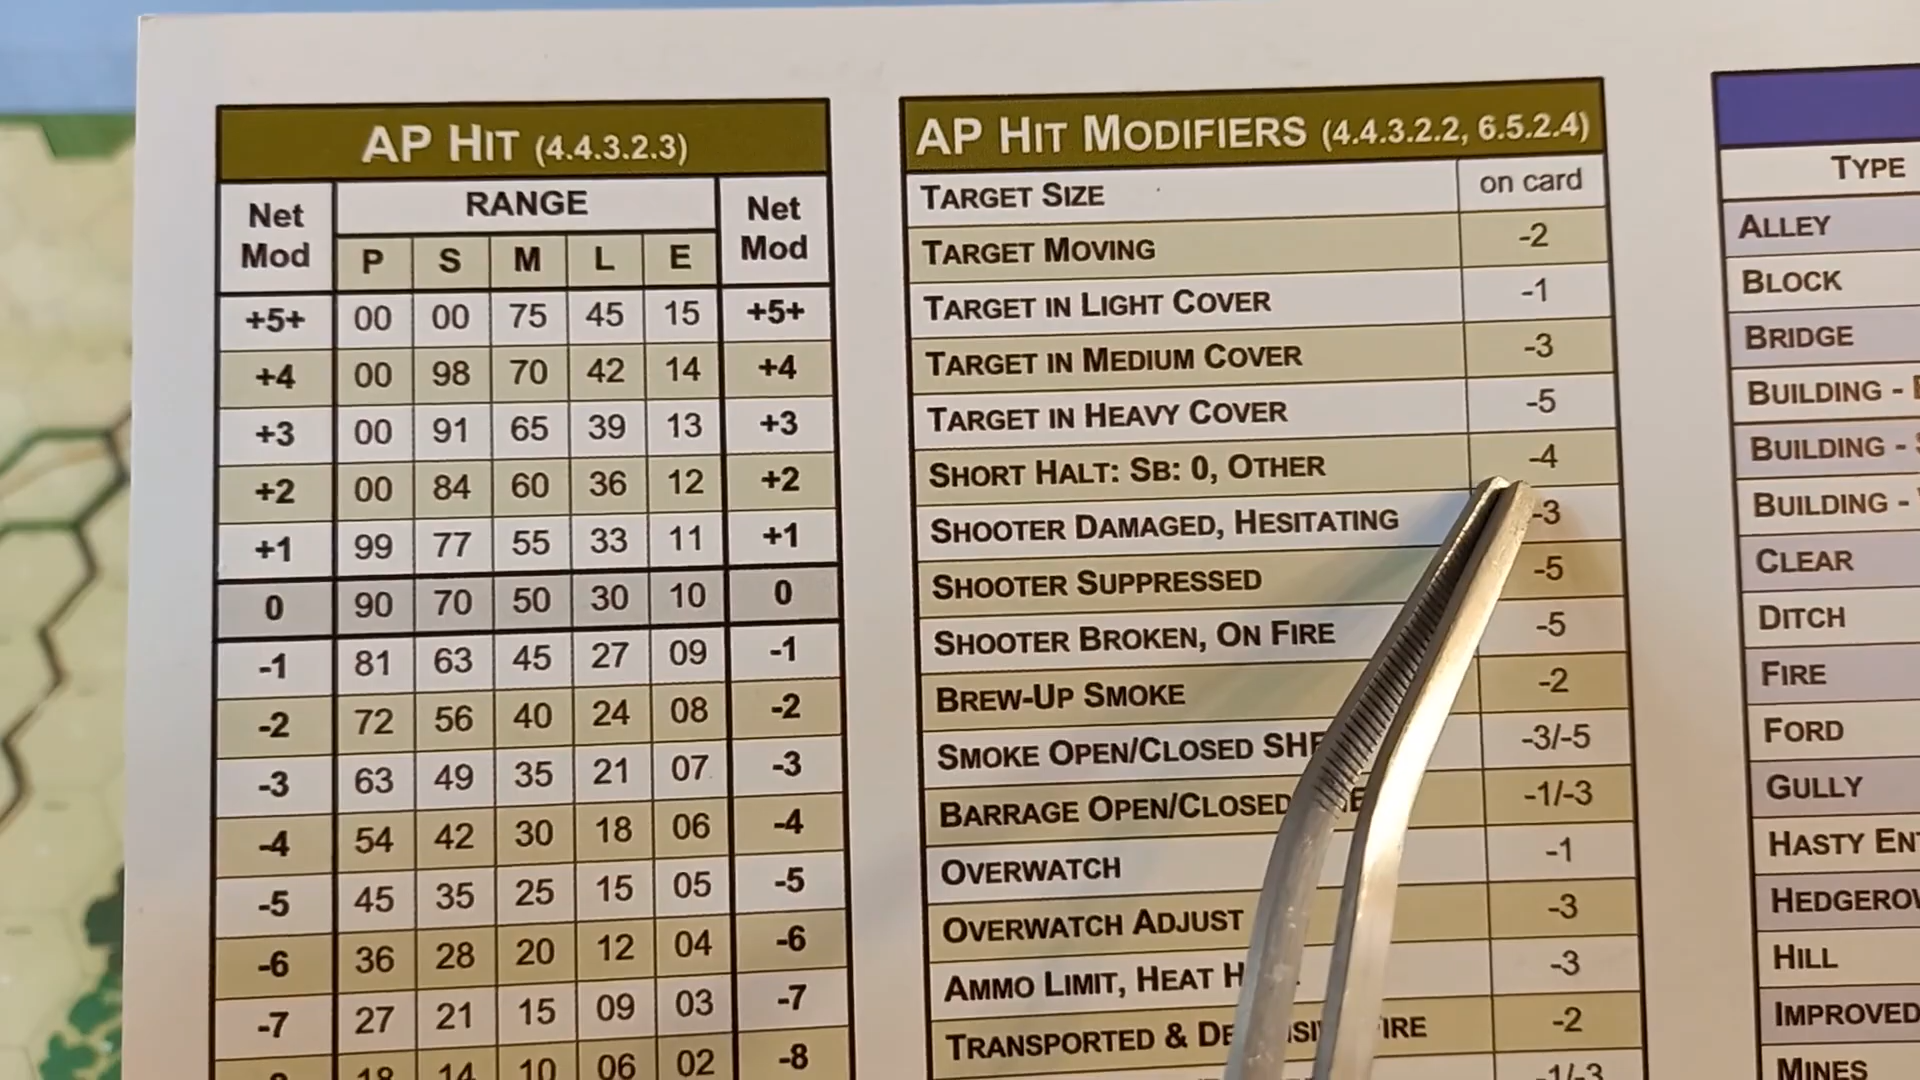 AP HIT (4.4.3.2.3)
Net Mod RANGE Net Mod
P S M L E
+5+ 00 00 75 45 15 +5+
+4 00 98 70 42 14 +4
+3 00 91 65 39 13 +3
+2 00 84 60 36 12 +2
+1 99 77 55 33 11 +1
0 90 70 50 30 10 0
-1 81 63 45 27 09 -1
-2 72 56 40 24 08 -2
-3 63 49 35 21 07 -3
-4 54 42 30 18 06 -4
-5 45 35 25 15 05 -5
-6 36 28 20 12 04 -6
-7 27 21 15 09 03 -7
18 14 10 06 02 -8
AP HIT MODIFIERS (4.4.3.2.2, 6.5.2.4)
TARGET SIZE on card
TARGET MOVING -2
TARGET IN LIGHT COVER -1
TARGET IN MEDIUM COVER -3
TARGET IN HEAVY COVER -5
SHORT HALT: SB: 0, OTHER -4
SHOOTER DAMAGED, HESITATING -3
SHOOTER SUPPRESSED -5
SHOOTER BROKEN, ON FIRE -5
BREW-UP SMOKE -2
SMOKE OPEN/CLOSED -3/-5
BARRAGE OPEN/CLOSED -1/-3
OVERWATCH -1
OVERWATCH ADJUST -3
AMMO LIMIT, HEAT -3
TRANSPORTED & -2
-1/-3
TYPE
ALLEY
BLOCK
BRIDGE
BUILDING -
BUILDING -
BUILDING -
CLEAR
DITCH
FIRE
FORD
GULLY
HASTY
HILL
IMPROVED
MINES